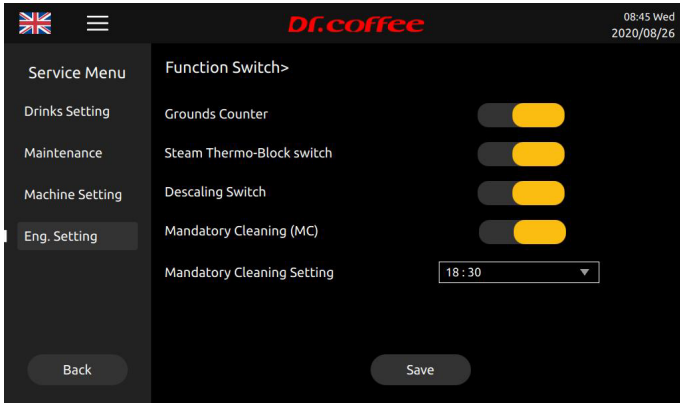 Dr.coffee
08:45 Wed
2020/08/26
Service Menu
Drinks Setting
Maintenance
Machine Setting
Eng. Setting
Back
Function Switch>
Grounds Counter
Steam Thermo-Block switch
Descaling Switch
Mandatory Cleaning (MC)
Mandatory Cleaning Setting
18 : 30
Save